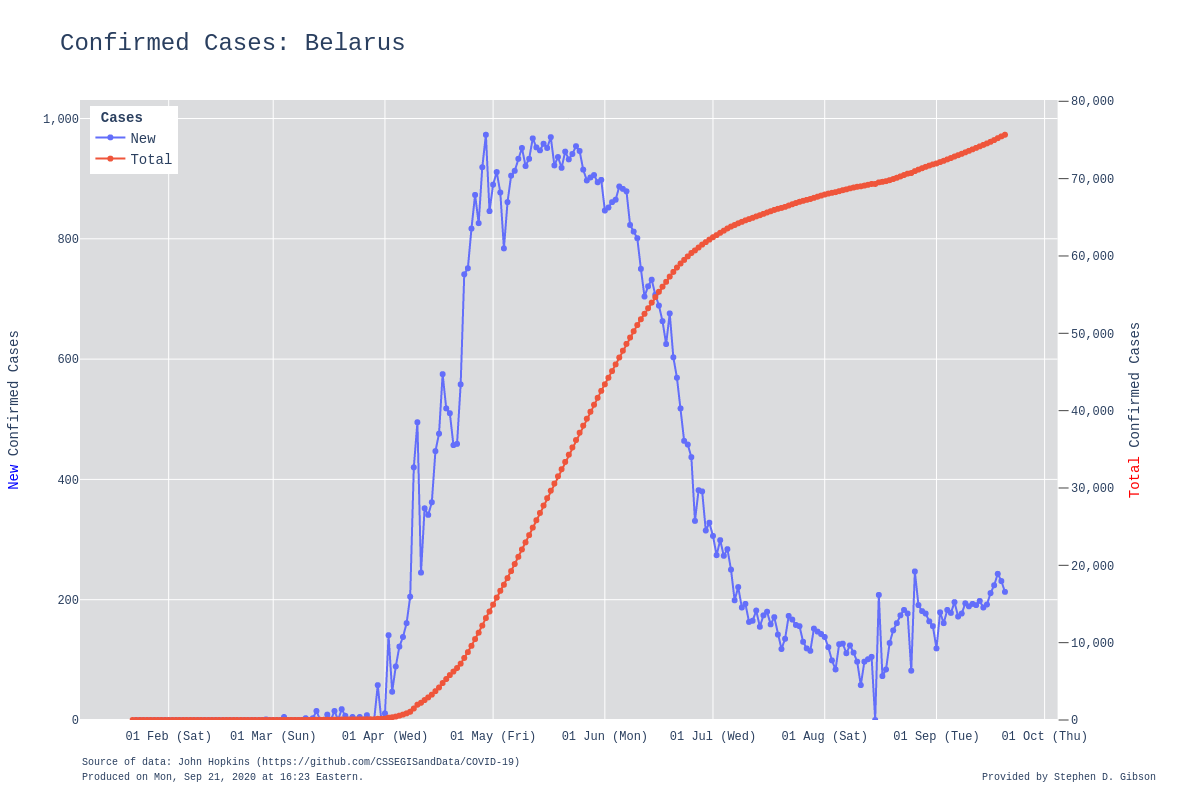 Confirmed Cases: Belarus
Cases
New
Total
1,000
800
600
400
200
0
New Confirmed Cases
80,000
70,000
60,000
50,000
40,000
30,000
20,000
10,000
0
Total Confirmed Cases
01 Feb (Sat) 01 Mar (Sun) 01 Apr (Wed) 01 May (Fri) 01 Jun (Mon) 01 Jul (Wed) 01 Aug (Sat) 01 Sep (Tue) 01 Oct (Thu)
Source of data: John Hopkins (https://github.com/CSSEGISandData/COVID-19)
Produced on Mon, Sep 21, 2020 at 16:23 Eastern.
Provided by Stephen D. Gibson